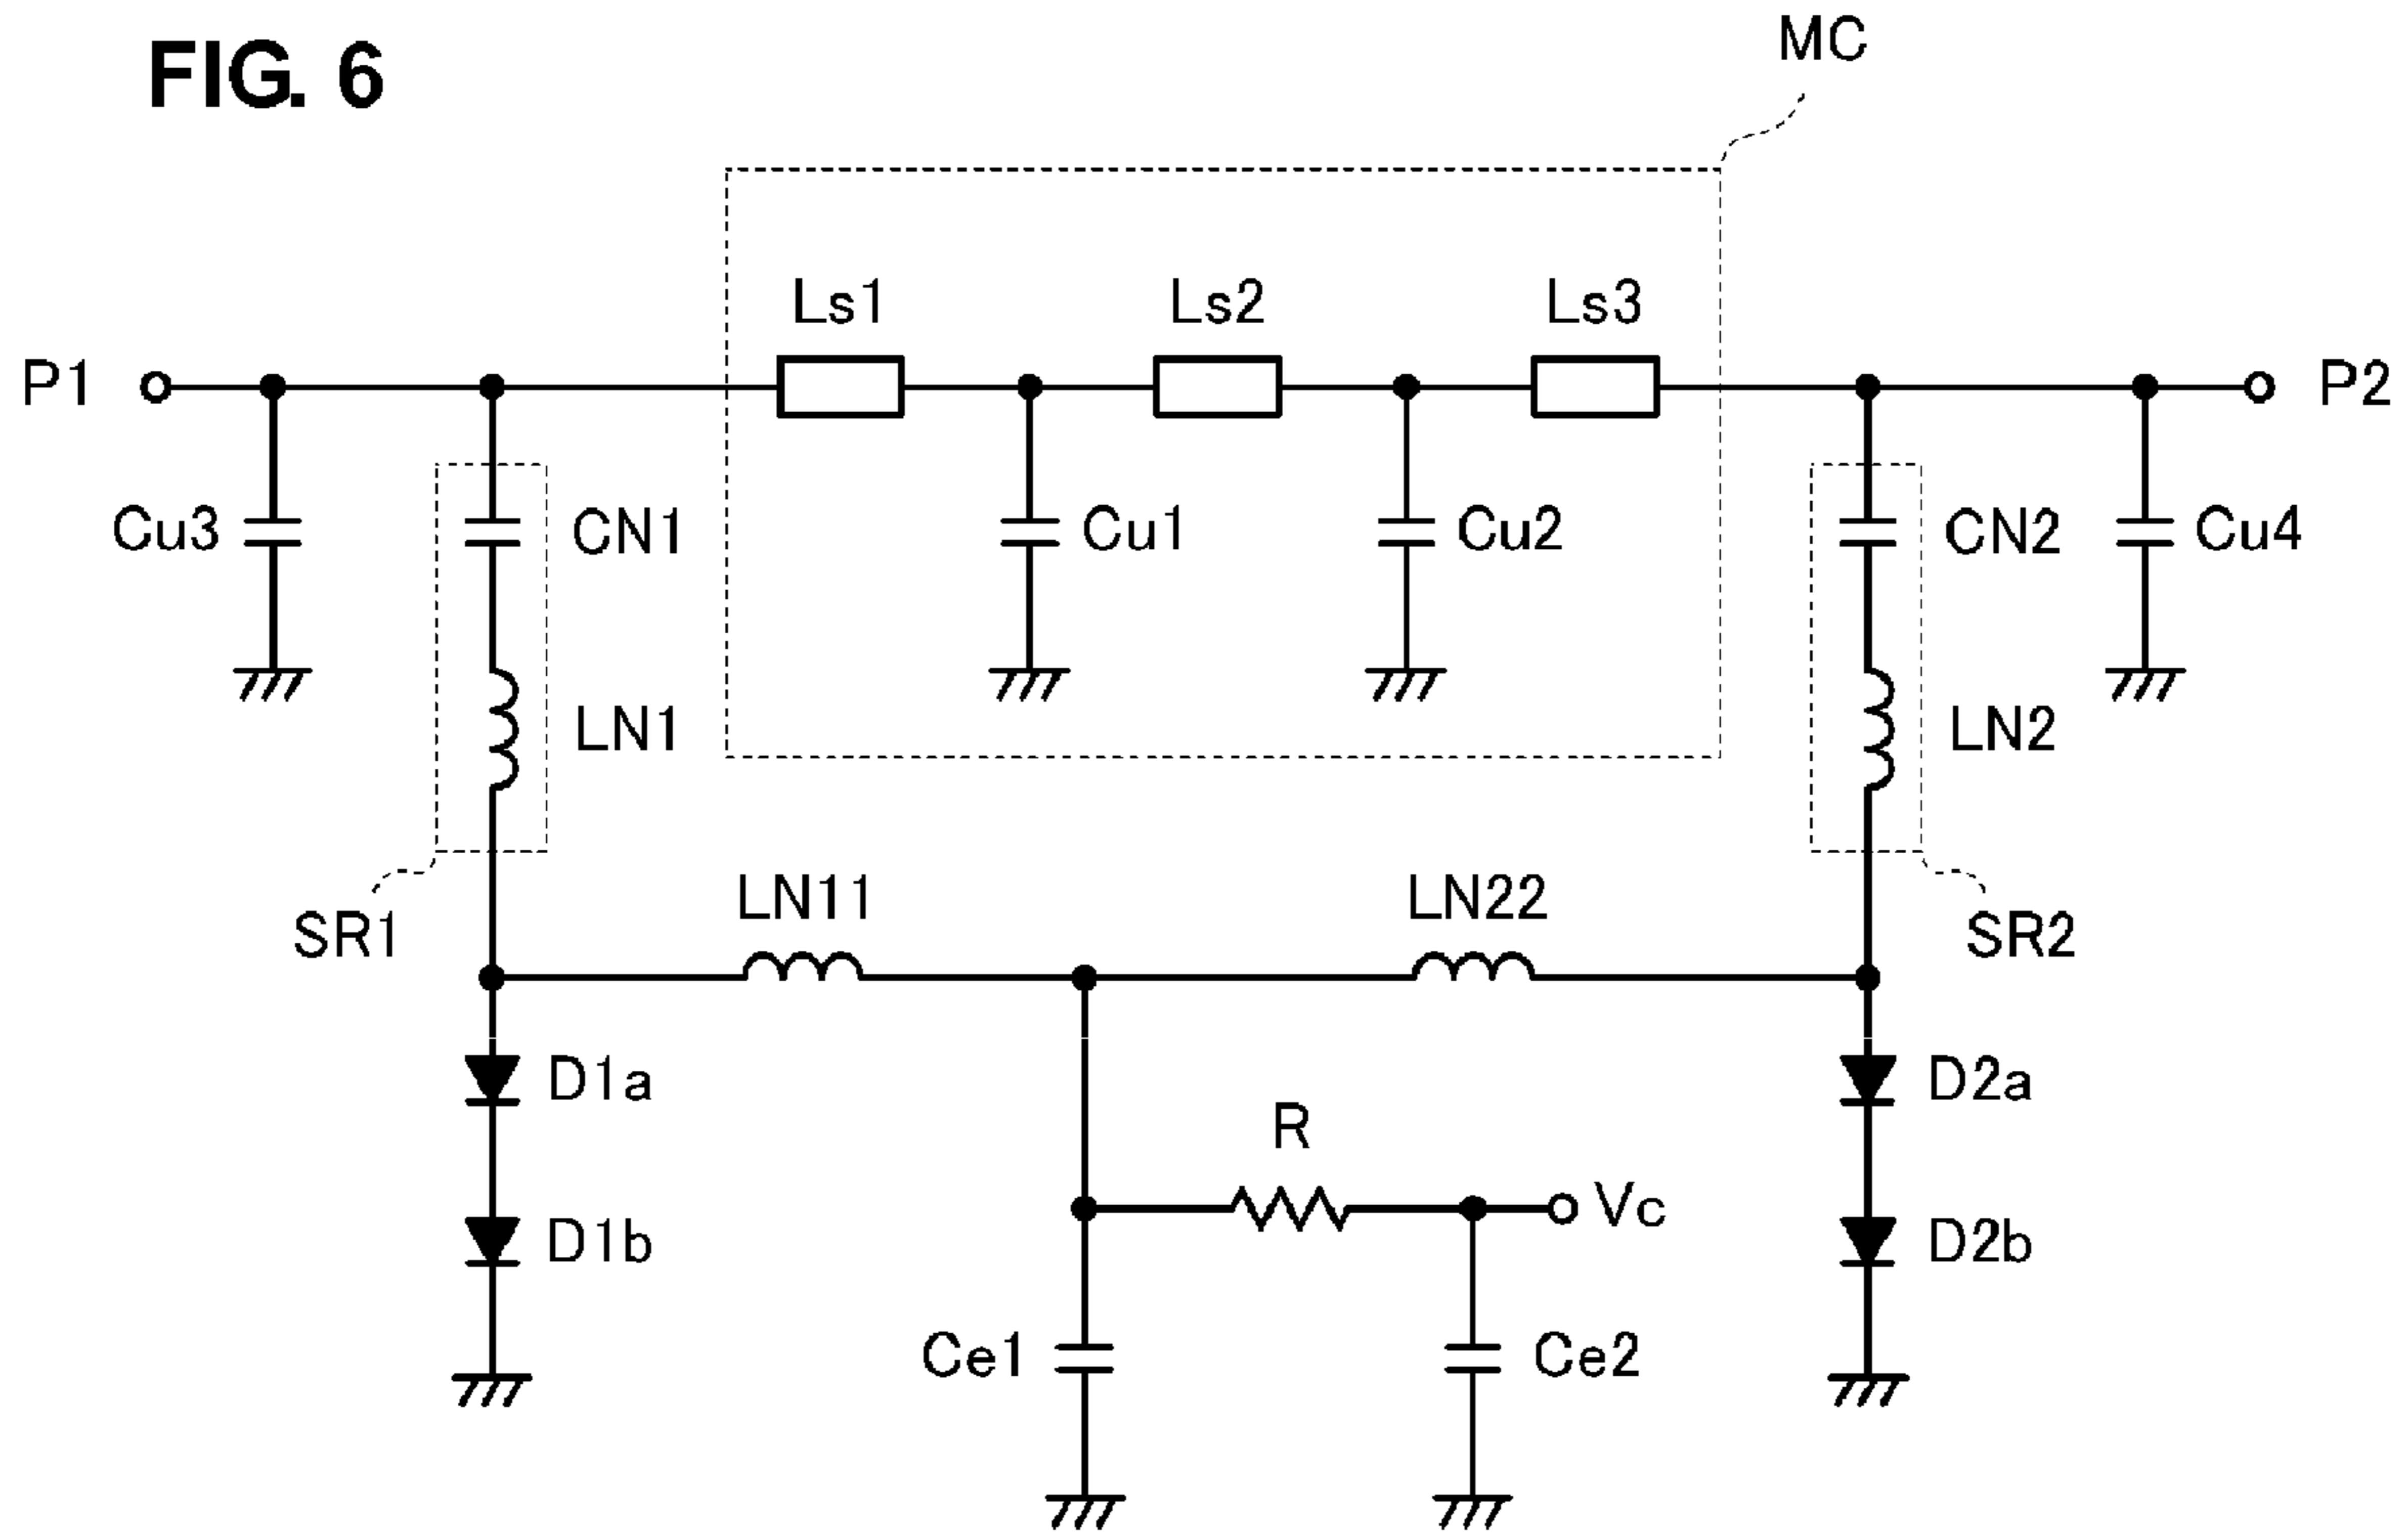 FIG. 6
MC
Ls1
Ls2
Ls3
P1
P2
Cu3
CN1
Cu1
Cu2
CN2
Cu4
LN1
LN2
SR1
LN11
LN22
SR2
D1a
D2a
R
Vc
D1b
D2b
Ce1
Ce2